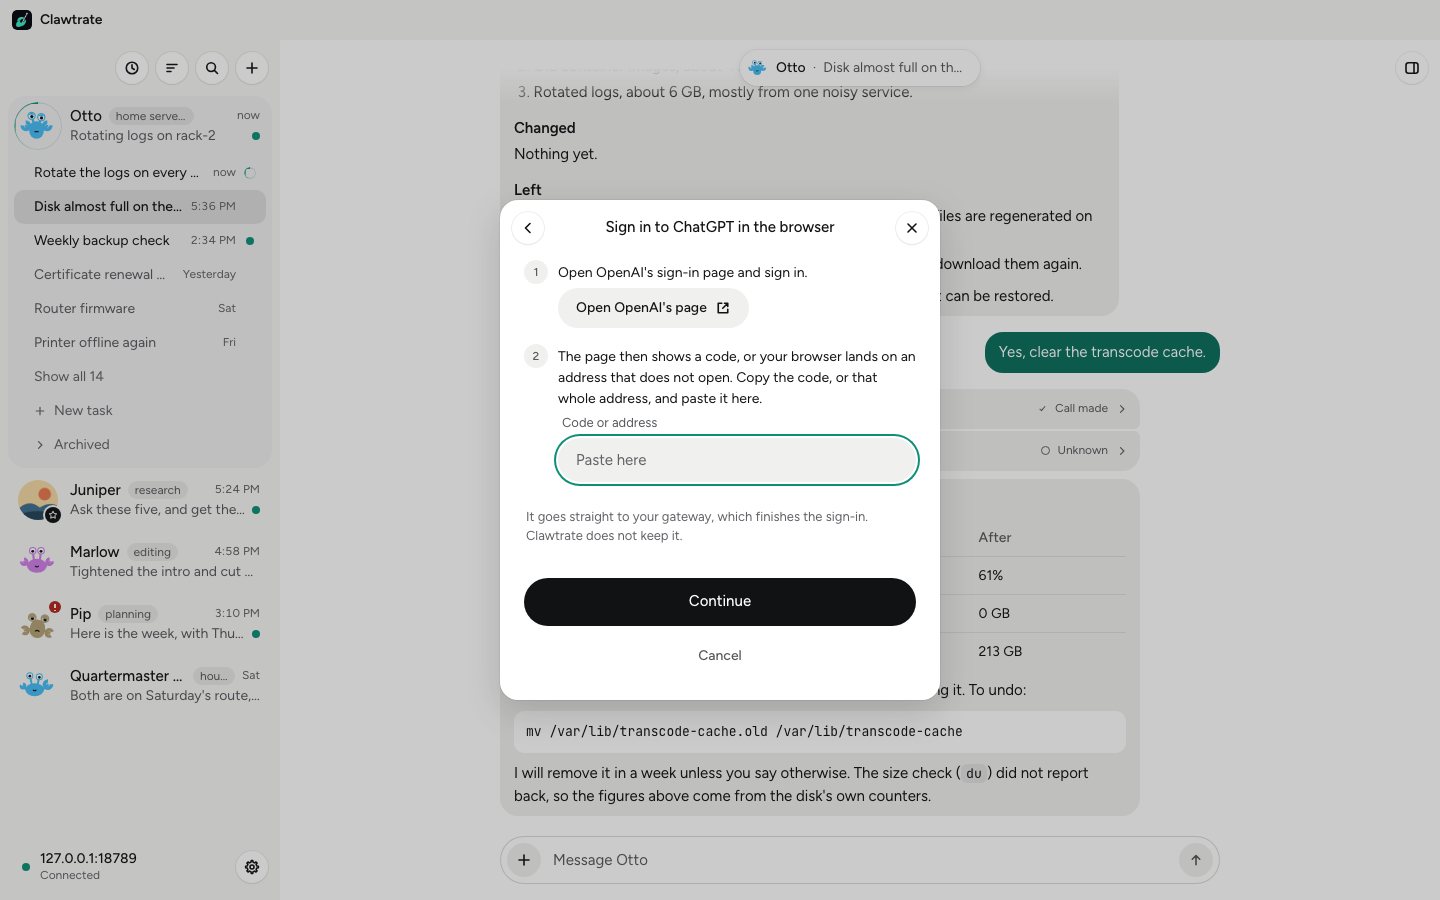 Clawtrate
Otto
home serve...
now
Rotating logs on rack-2
Rotate the logs on every ...
now
Disk almost full on the...
5:36 PM
Weekly backup check
2:34 PM
Certificate renewal ...
Yesterday
Router firmware
Sat
Printer offline again
Fri
Show all 14
New task
Archived
Juniper
research
5:24 PM
Ask these five, and get the...
Marlow
editing
4:58 PM
Tightened the intro and cut ...
Pip
planning
3:10 PM
Here is the week, with Thu...
Quartermaster ...
hou...
Sat
Both are on Saturday's route,...
127.0.0.1:18789
Connected
Otto · Disk almost full on th...
3. Rotated logs, about 6 GB, mostly from one noisy service.
Changed
Nothing yet.
Left
iles are regenerated on
download them again.
t can be restored.
Yes, clear the transcode cache.
Call made
Unknown
After
61%
0 GB
213 GB
g it. To undo:
mv /var/lib/transcode-cache.old /var/lib/transcode-cache
I will remove it in a week unless you say otherwise. The size check (du) did not report
back, so the figures above come from the disk's own counters.
Message Otto
Sign in to ChatGPT in the browser
1
Open OpenAI's sign-in page and sign in.
Open OpenAI's page
2
The page then shows a code, or your browser lands on an
address that does not open. Copy the code, or that
whole address, and paste it here.
Code or address
Paste here
It goes straight to your gateway, which finishes the sign-in.
Clawtrate does not keep it.
Continue
Cancel